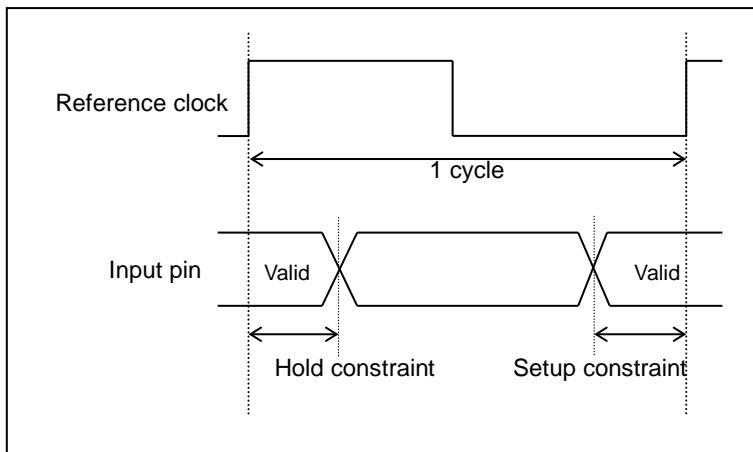 Reference clock
1 cycle
Input pin
Valid
Valid
Hold constraint
Setup constraint